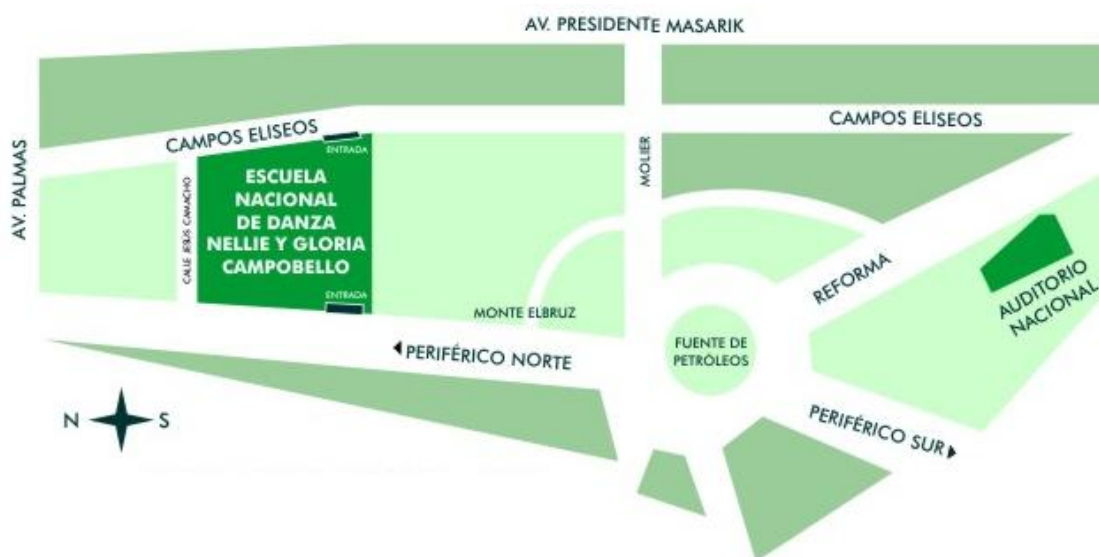 AV. PRESIDENTE MASARIK
CAMPOS ELISEOS
CAMPOS ELISEOS
ENTRADA
AV. PALMAS
CALLE JESUS CAMACHO
ESCUELA
NACIONAL
DE DANZA
NELLIE Y GLORIA
CAMPOBELLO
ENTRADA
MOLIER
REFORMA
AUDITORIO
NACIONAL
MONTE ELBRUZ
PERIFÉRICO NORTE
FUENTE DE
PETRÓLEOS
PERIFÉRICO SUR
N S